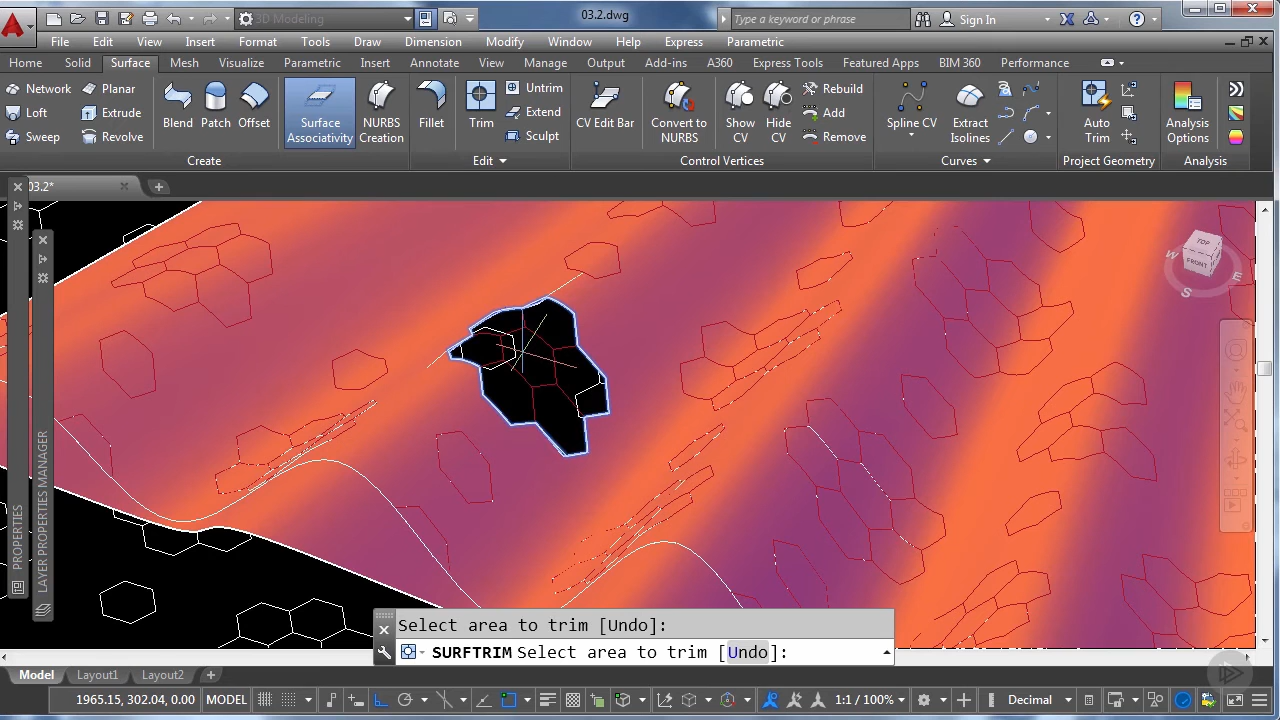 3D Modeling
03.2.dwg
Type a keyword or phrase
Sign In
File Edit View Insert Format Tools Draw Dimension Modify Window Help Express Parametric
Home Solid Surface Mesh Visualize Parametric Insert Annotate View Manage Output Add-ins A360 Express Tools Featured Apps BIM 360 Performance
Network Planar
Loft Extrude
Sweep Revolve
Blend Patch Offset
Surface Associativity
NURBS Creation
Fillet
Trim
Untrim
Extend
Sculpt
CV Edit Bar
Convert to NURBS
Show CV
Hide CV
Rebuild
Add
Remove
Spline CV
Extract Isolines
Auto Trim
Analysis Options
Create Edit Control Vertices Curves Project Geometry Analysis
03.2*
TOP
FRONT
W
S
E
PROPERTIES
LAYER PROPERTIES MANAGER
Select area to trim [Undo]:
SURFTRIM Select area to trim [Undo]:
Model Layout1 Layout2
1965.15, 302.04, 0.00 MODEL 1:1 / 100% Decimal